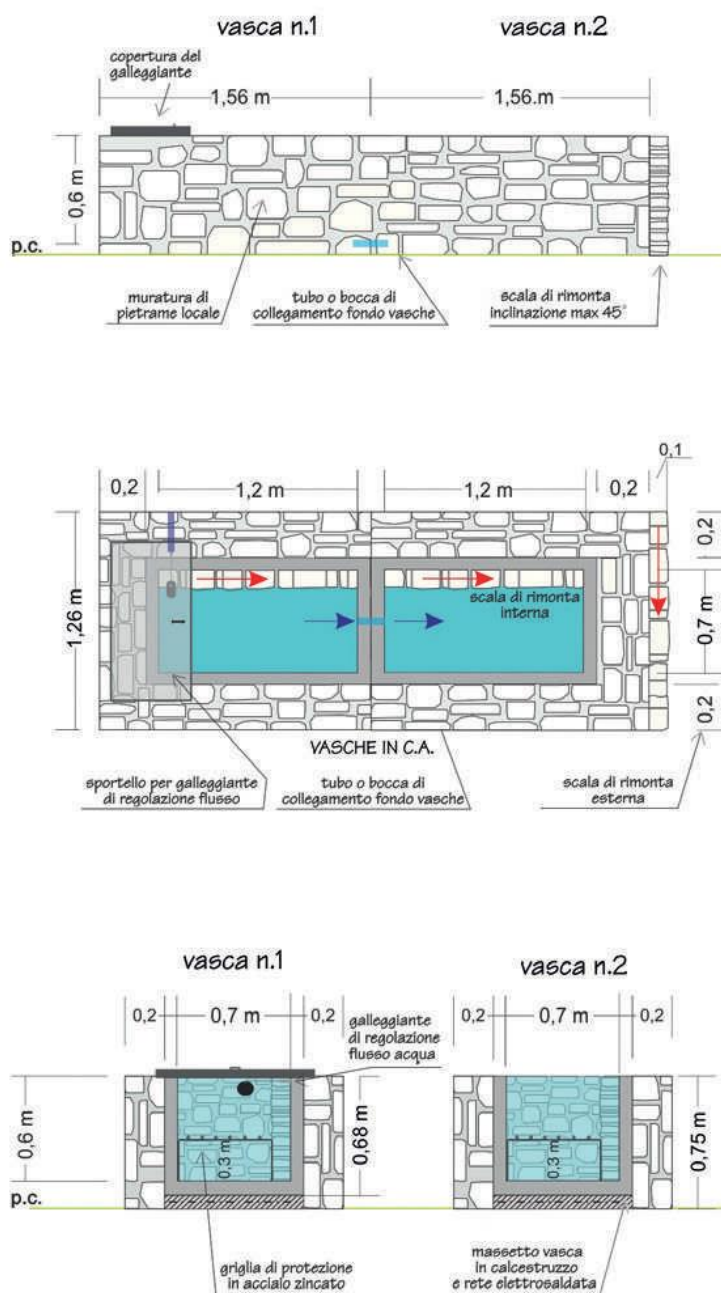 vasca n.1
vasca n.2
copertura del
galleggiante
1,56 m
1,56.m
0,6 m
p.c.
muratura di
pietrame locale
tubo o bocca di
collegamento fondo vasche
scala di rimonta
inclinazione max 45°
0,1
0,2
1,2 m
1,2 m
0,2
0,2
1,26 m
scala di rimonta
interna
0,7 m
0,2
VASCHE IN C.A.
sportello per galleggiante
di regolazione flusso
tubo o bocca di
collegamento fondo vasche
scala di rimonta
esterna
vasca n.1
vasca n.2
0,2
0,7 m
0,2
galleggiante
di regolazione
flusso acqua
0,2
0,7 m
0,2
0,6 m
0,3 m
0,68 m
0,3 m
0,75 m
p.c.
griglia di protezione
in acciaio zincato
massetto vasca
in calcestruzzo
e rete elettrosaldata